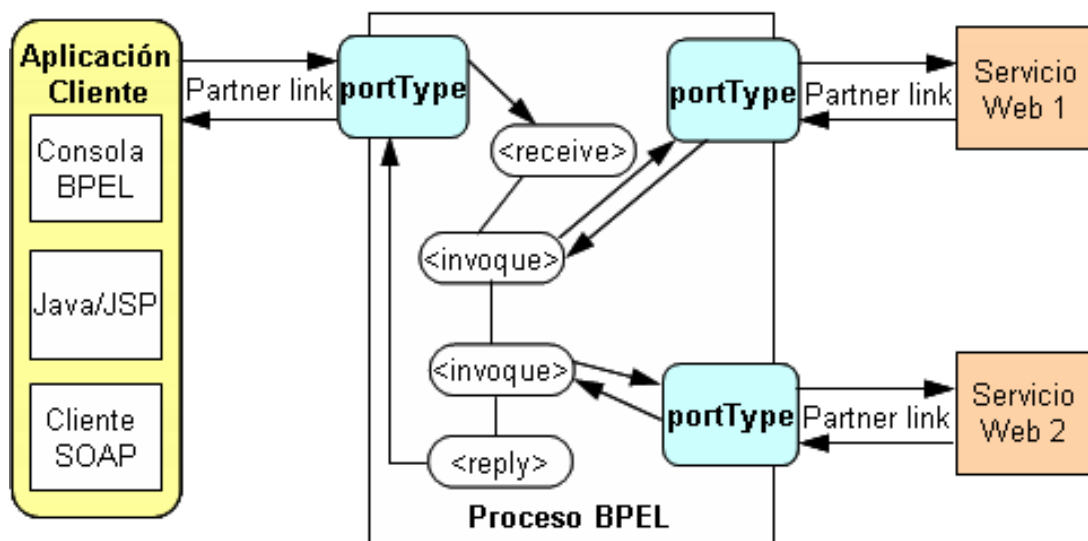 Aplicación
Cliente
Consola
BPEL
Java/JSP
Cliente
SOAP
Partner link
portType
<receive>
<invoque>
<invoque>
<reply>
Proceso BPEL
portType
Partner link
Servicio
Web 1
portType
Partner link
Servicio
Web 2